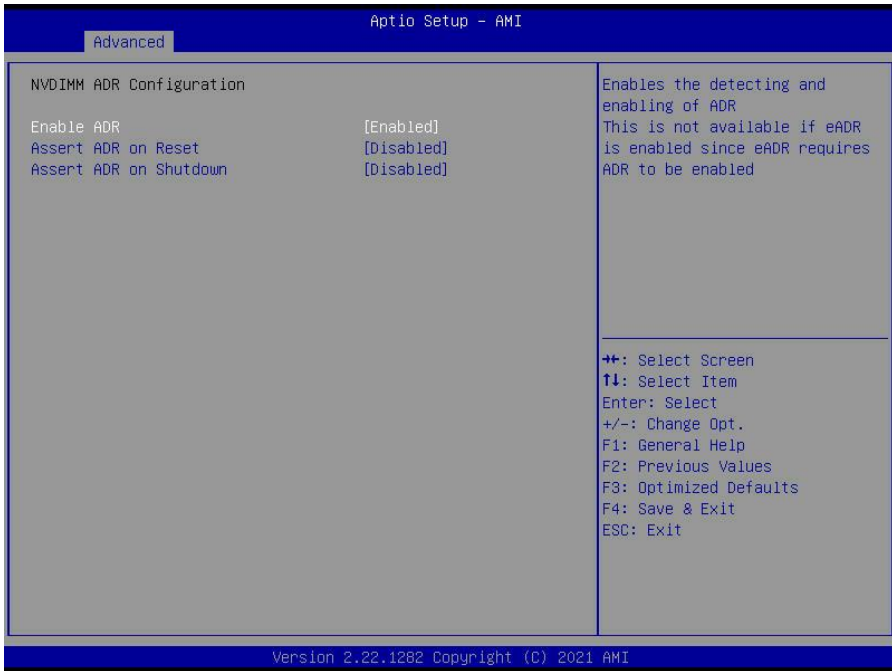 Aptio Setup – AMI
Advanced
NVDIMM ADR Configuration
Enable ADR [Enabled]
Assert ADR on Reset [Disabled]
Assert ADR on Shutdown [Disabled]
Enables the detecting and
enabling of ADR
This is not available if eADR
is enabled since eADR requires
ADR to be enabled
→←: Select Screen
↑↓: Select Item
Enter: Select
+/-: Change Opt.
F1: General Help
F2: Previous Values
F3: Optimized Defaults
F4: Save & Exit
ESC: Exit
Version 2.22.1282 Copyright (C) 2021 AMI